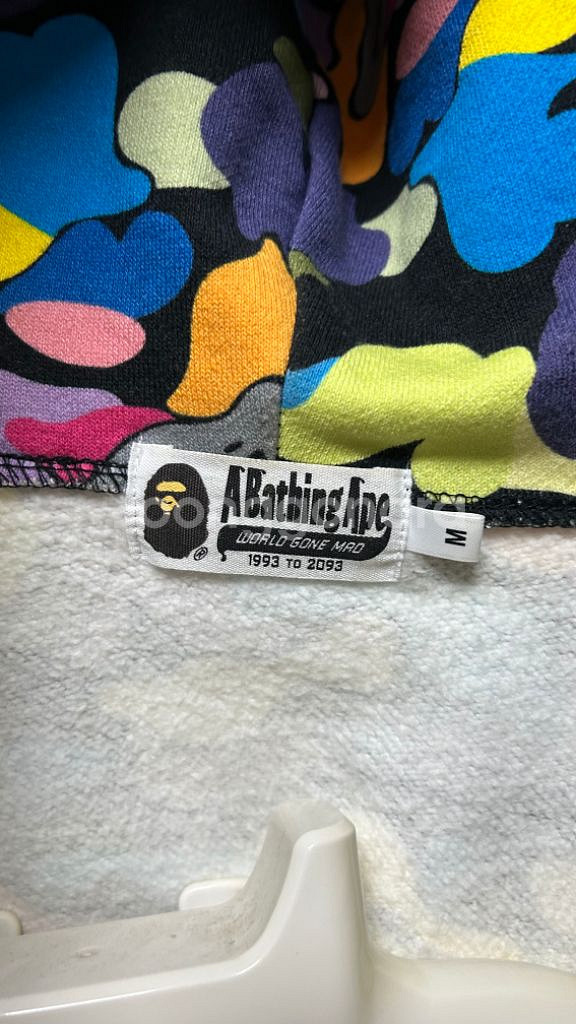 A Bathing Ape
WORLD GONE MAD
®
1993 TO 2093
M